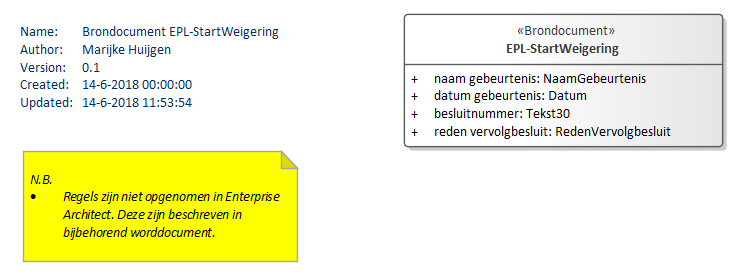 Name: Brondocument EPL-StartWeigering
Author: Marijke Huijgen
Version: 0.1
Created: 14-6-2018 00:00:00
Updated: 14-6-2018 11:53:54
«Brondocument»
EPL-StartWeigering
+ naam gebeurtenis: NaamGebeurtenis
+ datum gebeurtenis: Datum
+ besluitnummer: Tekst30
+ reden vervolgbesluit: RedenVervolgbesluit
N.B.
• Regels zijn niet opgenomen in Enterprise
Architect. Deze zijn beschreven in
bijbehorend worddocument.